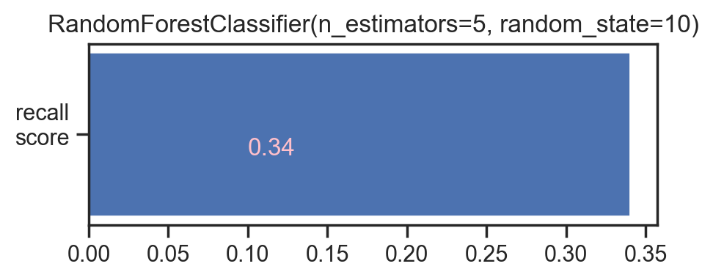 RandomForestClassifier(n_estimators=5, random_state=10)
recall
score
0.34
0.00 0.05 0.10 0.15 0.20 0.25 0.30 0.35